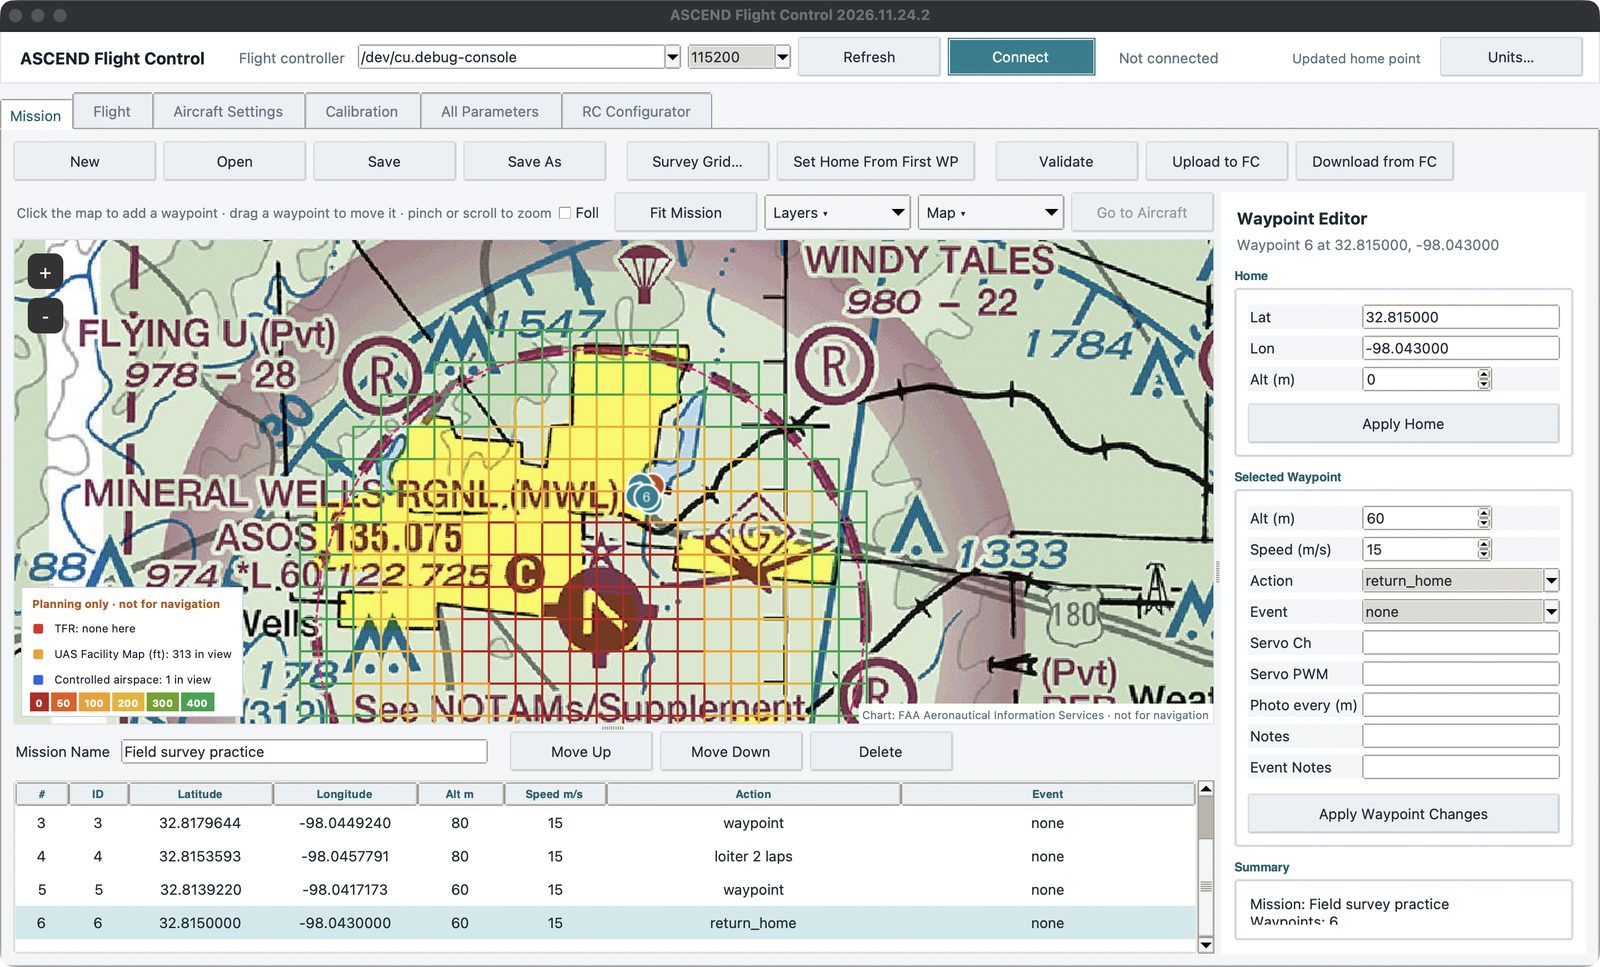 ASCEND Flight Control 2026.11.24.2
ASCEND Flight Control
Flight controller
/dev/cu.debug-console
115200
Refresh
Connect
Not connected
Updated home point
Units...
Mission
Flight
Aircraft Settings
Calibration
All Parameters
RC Configurator
New
Open
Save
Save As
Survey Grid...
Set Home From First WP
Validate
Upload to FC
Download from FC
Click the map to add a waypoint · drag a waypoint to move it · pinch or scroll to zoom
Foll
Fit Mission
Layers
Map
Go to Aircraft
+
-
WINDY TALES
980 – 22
FLYING U (Pvt)
978 – 28
1547
1784
R
R
30
MINERAL WELLS RGNL (MWL)
6
ASOS 135.075
G
1333
974 *L 60 122.725 C
88
180
Wells
178
(Pvt)
R
(312)
See NOTAMs/Supplement
Planning only · not for navigation
TFR: none here
UAS Facility Map (ft): 313 in view
Controlled airspace: 1 in view
0 50 100 200 300 400
Chart: FAA Aeronautical Information Services · not for navigation
Mission Name
Field survey practice
Move Up
Move Down
Delete
# ID Latitude Longitude Alt m Speed m/s Action Event
3 3 32.8179644 -98.0449240 80 15 waypoint none
4 4 32.8153593 -98.0457791 80 15 loiter 2 laps none
5 5 32.8139220 -98.0417173 60 15 waypoint none
6 6 32.8150000 -98.0430000 60 15 return_home none
Waypoint Editor
Waypoint 6 at 32.815000, -98.043000
Home
Lat 32.815000
Lon -98.043000
Alt (m) 0
Apply Home
Selected Waypoint
Alt (m) 60
Speed (m/s) 15
Action return_home
Event none
Servo Ch
Servo PWM
Photo every (m)
Notes
Event Notes
Apply Waypoint Changes
Summary
Mission: Field survey practice
Waypoints: 6